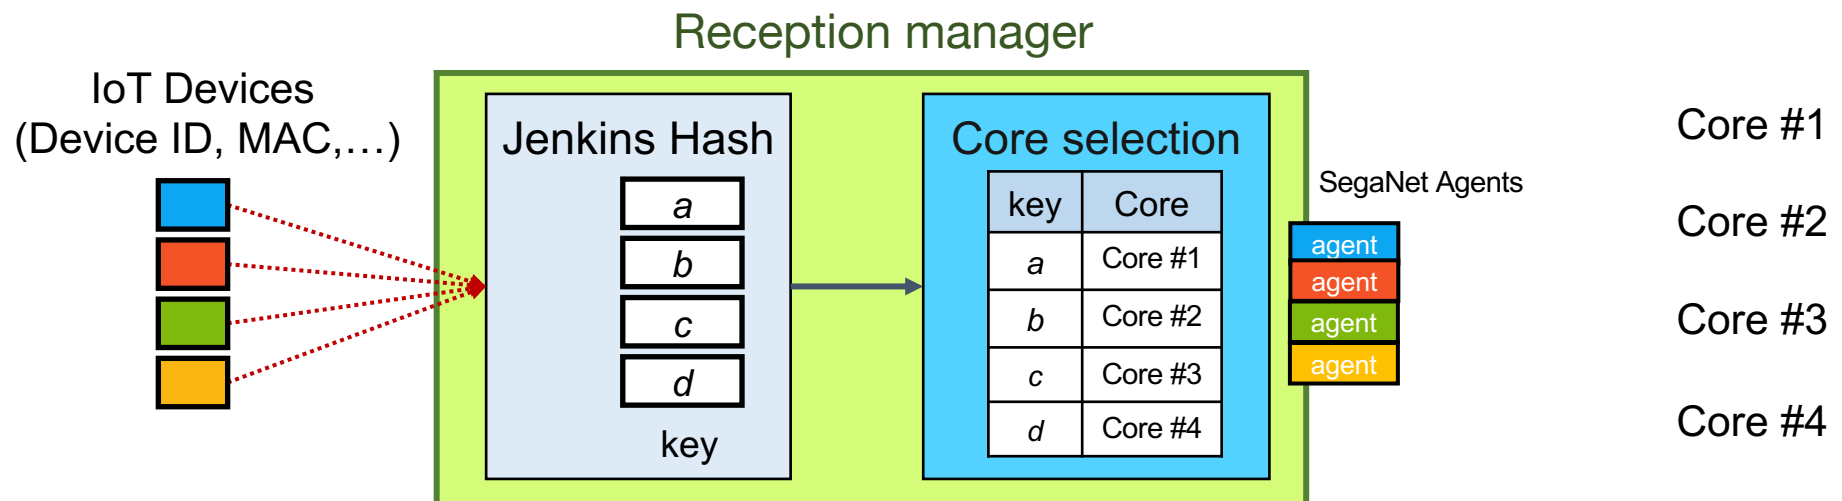 Reception manager
IoT Devices
(Device ID, MAC,…)
Jenkins Hash
a
b
c
d
key
Core selection
key Core
a Core #1
b Core #2
c Core #3
d Core #4
SegaNet Agents
agent
agent
agent
agent
Core #1
Core #2
Core #3
Core #4